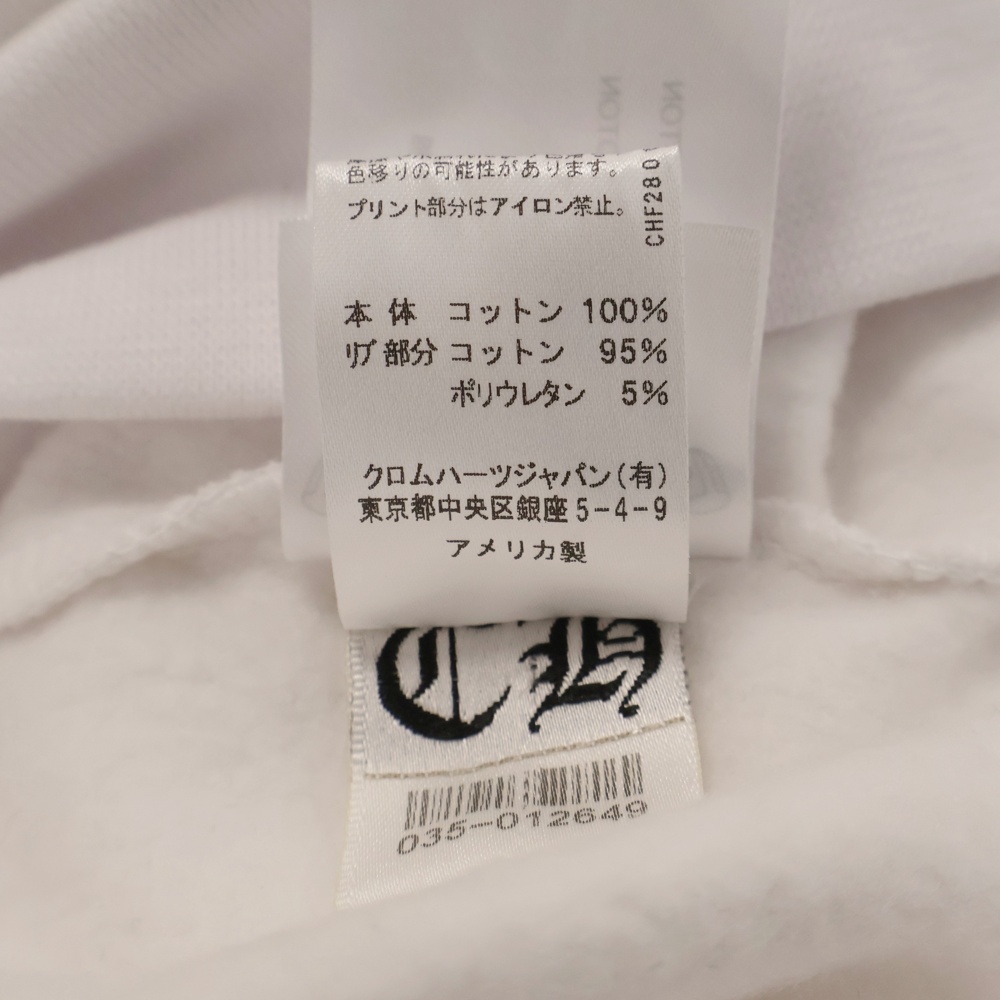 色移りの可能性があります。
プリント部分はアイロン禁止。
CHF280
本体 コットン 100%
リブ部分 コットン 95%
ポリウレタン 5%
クロムハーツジャパン(有)
東京都中央区銀座5-4-9
アメリカ製
CH
035-012649